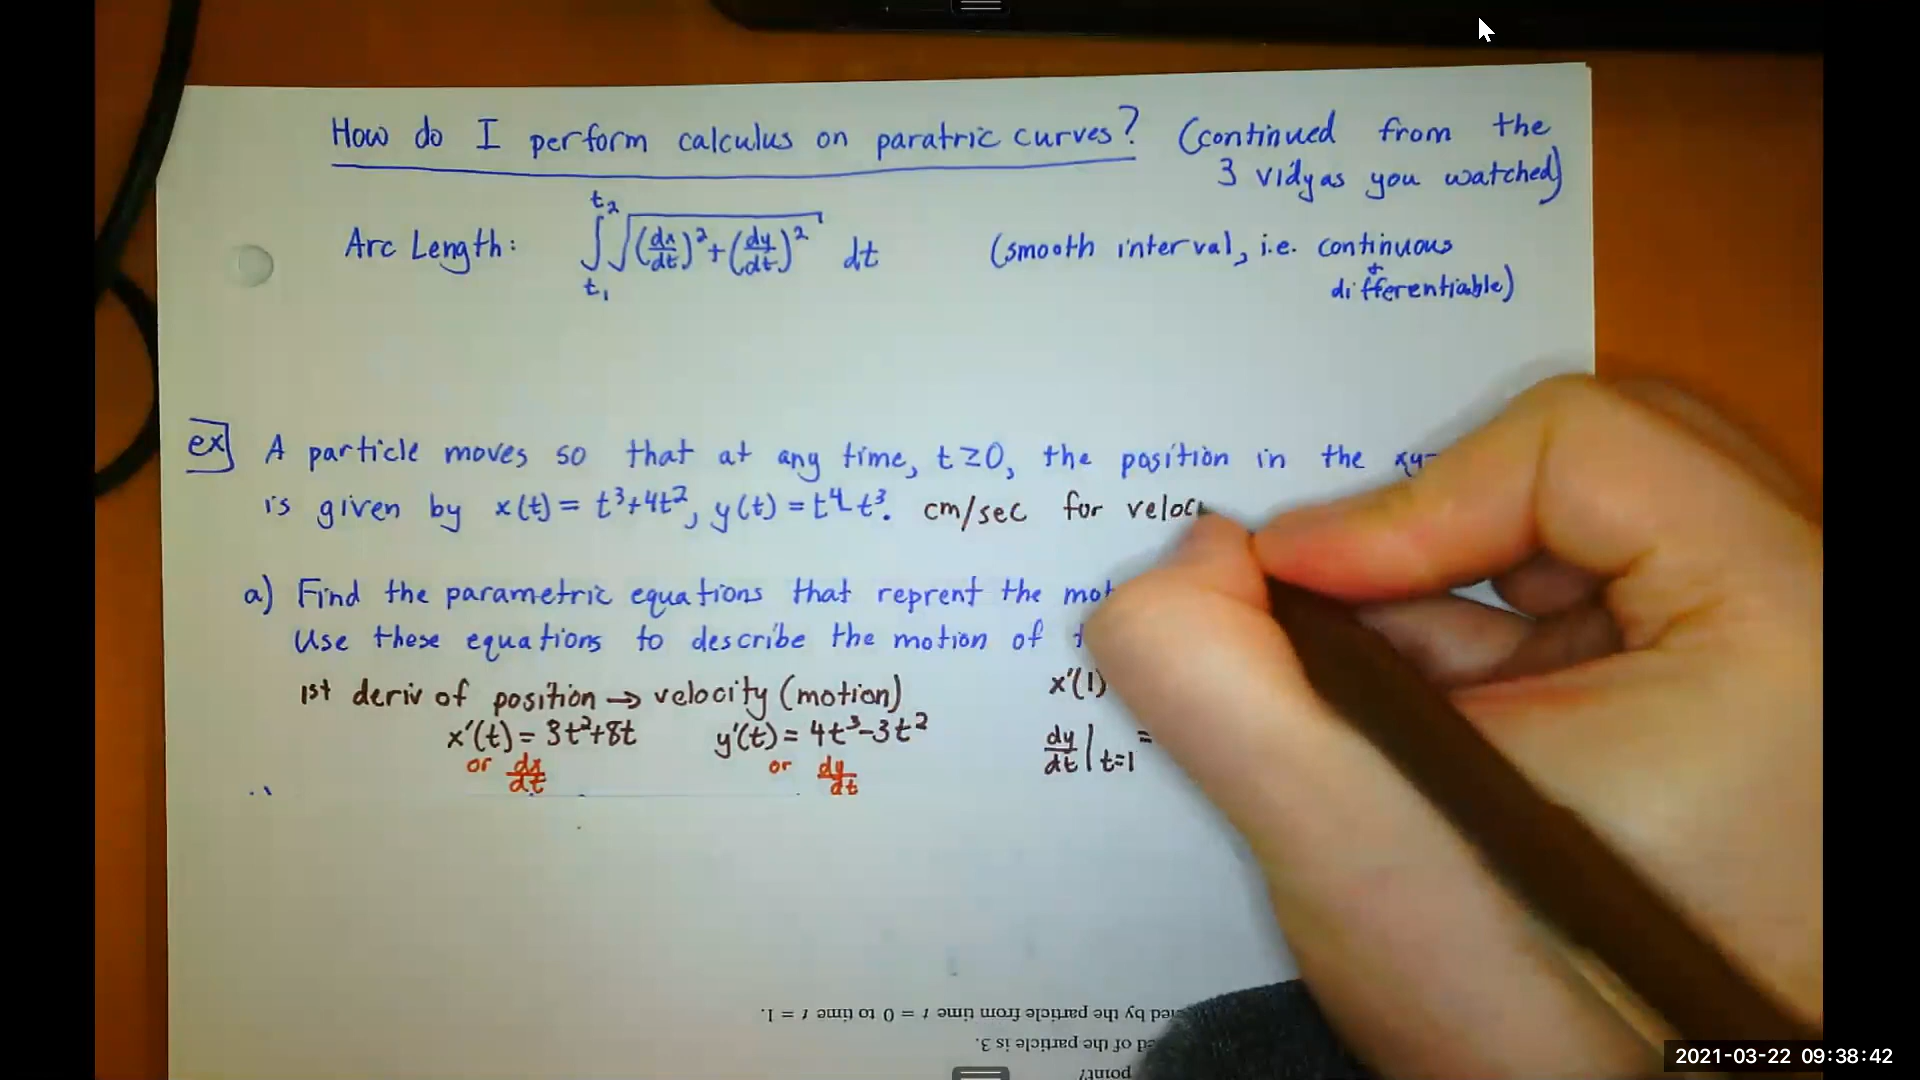 How do I perform calculus on paratric curves? (continued from the
3 vidyas you watched)
Arc Length: ∫ₜ₁ᵗ² √((dx/dt)² + (dy/dt)²) dt (smooth interval, i.e. continuous
+
differentiable)
ex) A particle moves so that at any time, t≥0, the position in the xy-
is given by x(t) = t³+4t², y(t) = t⁴-t³. cm/sec for veloc
a) Find the parametric equations that reprent the mot
Use these equations to describe the motion of
1st deriv of position → velocity (motion) x'(1)
x'(t) = 3t²+8t y'(t) = 4t³-3t² dy/dt|t=1 =
or dx/dt or dy/dt
ied by the particle from time t = 0 to time t = 1.
ed of the particle is 3.
point?
2021-03-22 09:38:42